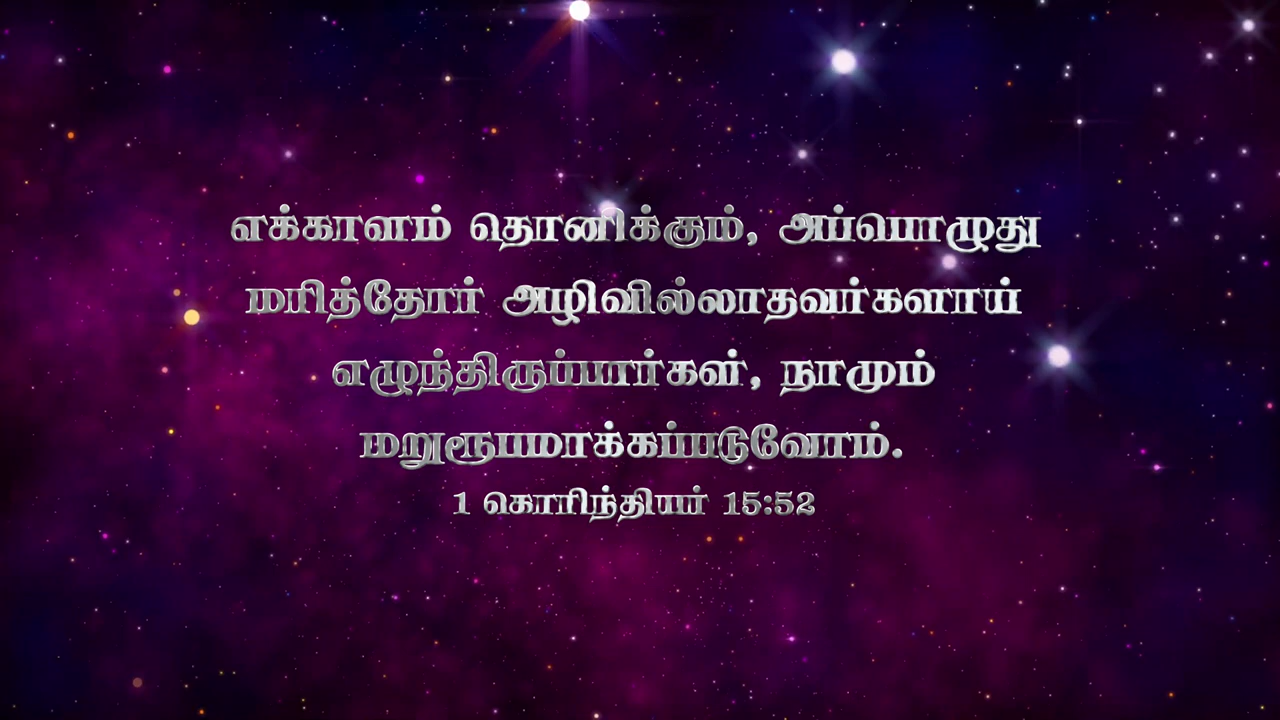 எக்காளம் தொனிக்கும், அப்பொழுது
மரித்தோர் அழிவில்லாதவர்களாய்
எழுந்திருப்பார்கள், நாமும்
மறுரூபமாக்கப்படுவோம்.
1 கொரிந்தியர் 15:52